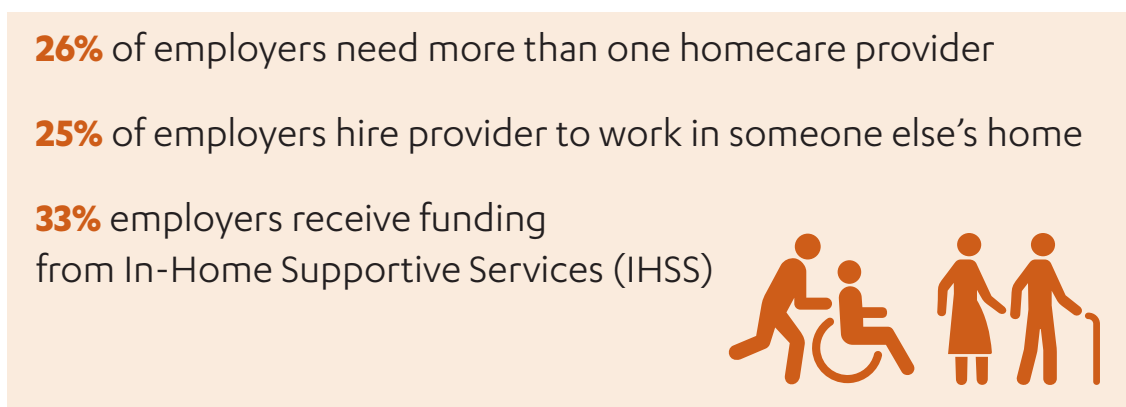 26% of employers need more than one homecare provider
25% of employers hire provider to work in someone else’s home
33% employers receive funding
from In-Home Supportive Services (IHSS)